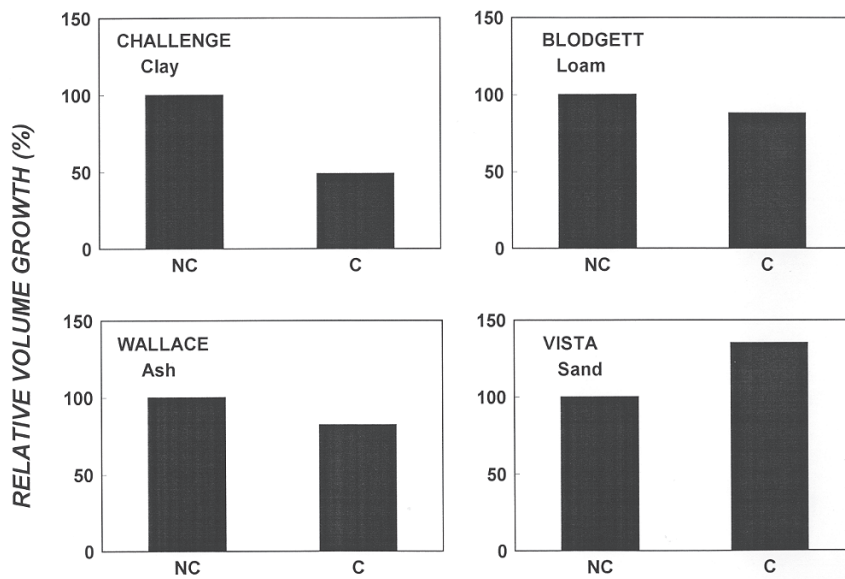 RELATIVE VOLUME GROWTH (%)
150
100
50
0
CHALLENGE
Clay
NC
C
150
100
50
0
BLODGETT
Loam
NC
C
150
100
50
0
WALLACE
Ash
NC
C
150
100
50
0
VISTA
Sand
NC
C